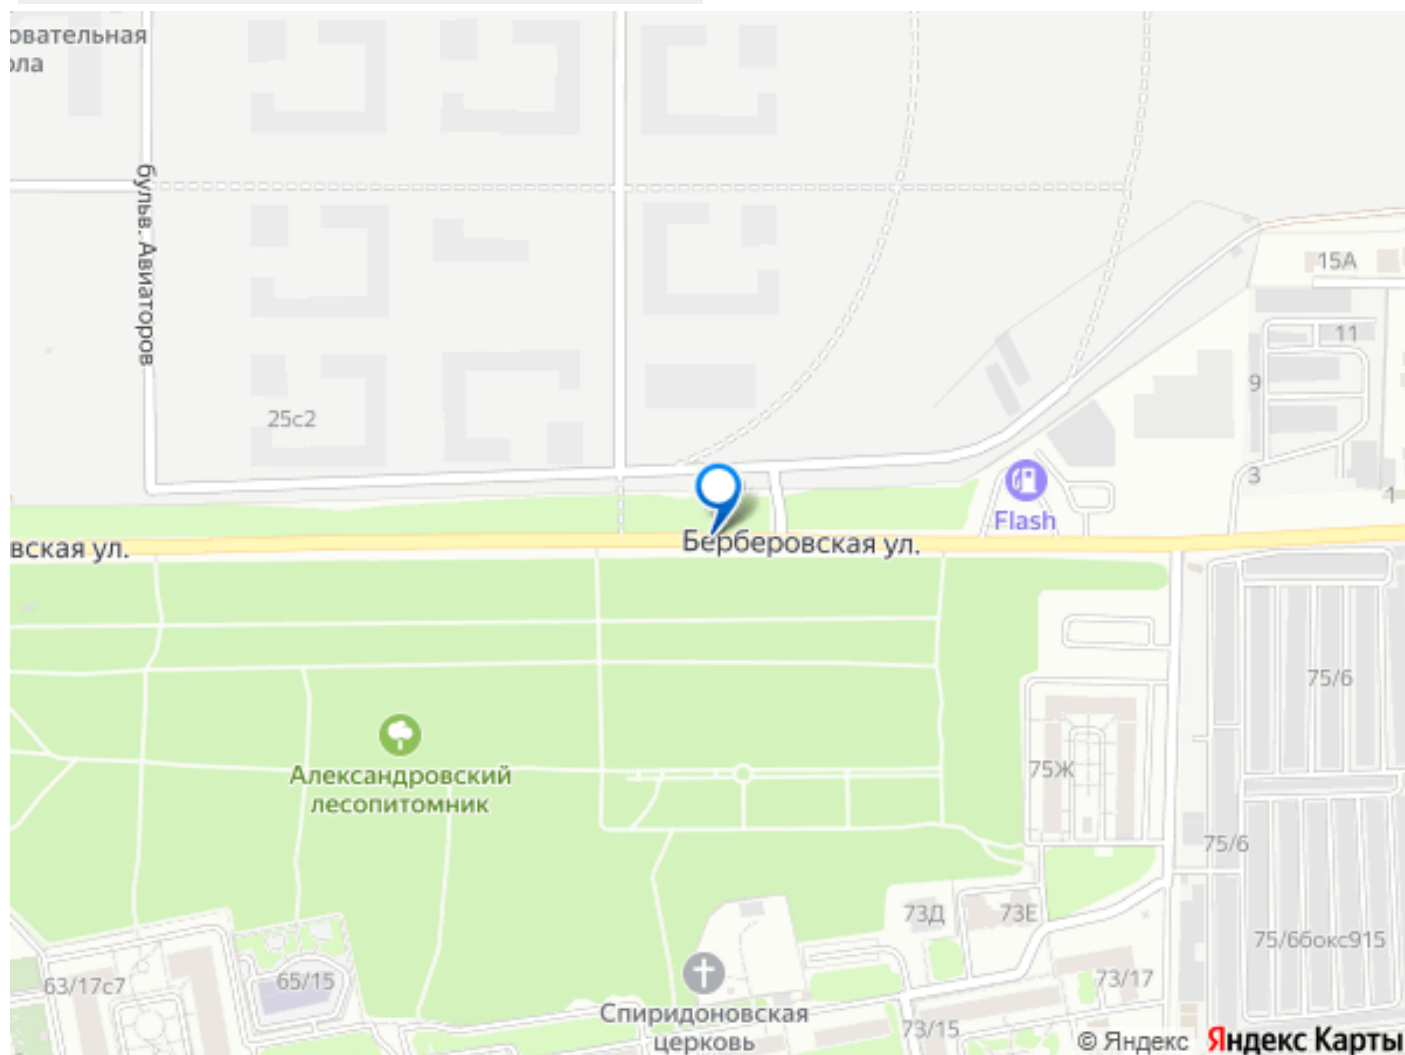 овательная
ола
бульв. Авиаторов
15А
11
9
25с2
3
1
Flash
вская ул.
Берберовская ул.
75/6
Александровский
лесопитомник
75Ж
75/6
73Д
73Е
75/6бокс915
63/17с7
65/15
73/17
Спиридоновская
церковь
73/15
© Яндекс Яндекс Карты